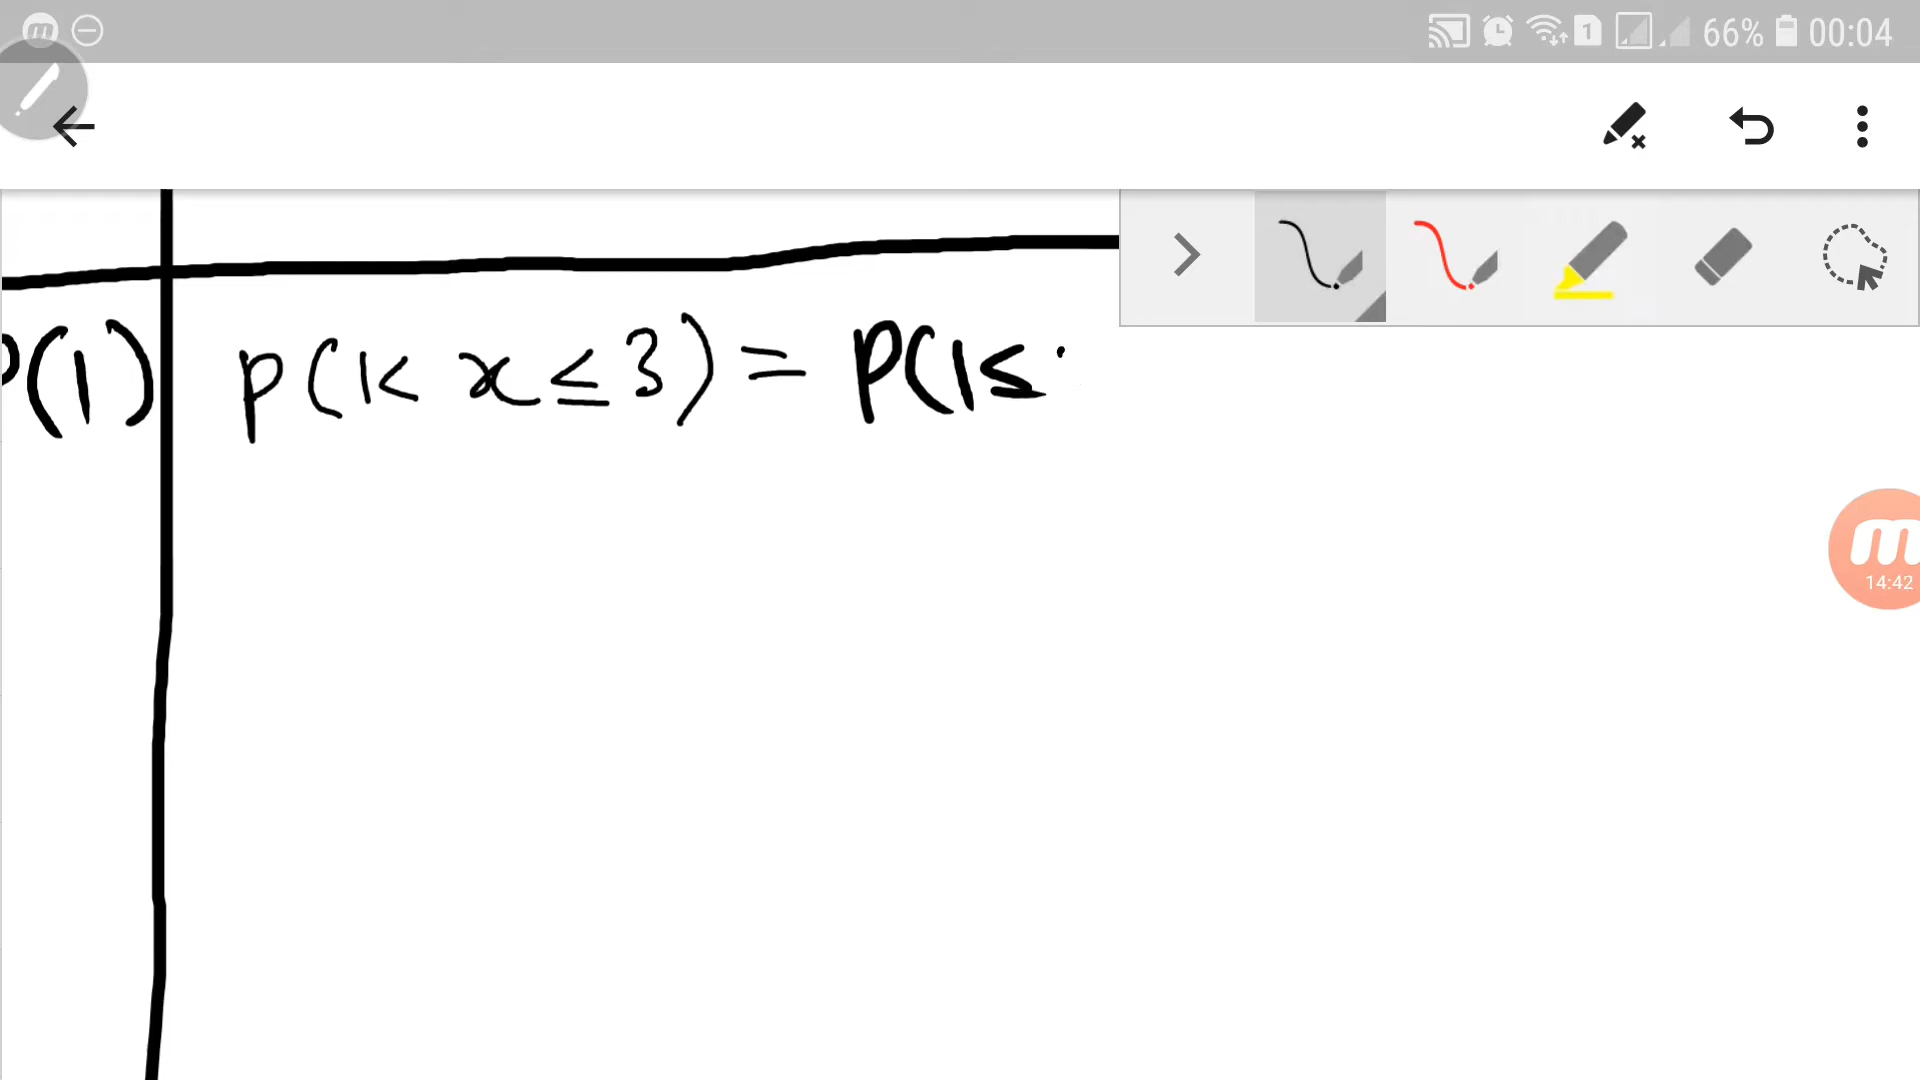 66% 00:04
P(1) p(1< x ≤ 3) = P(1≤
14:42